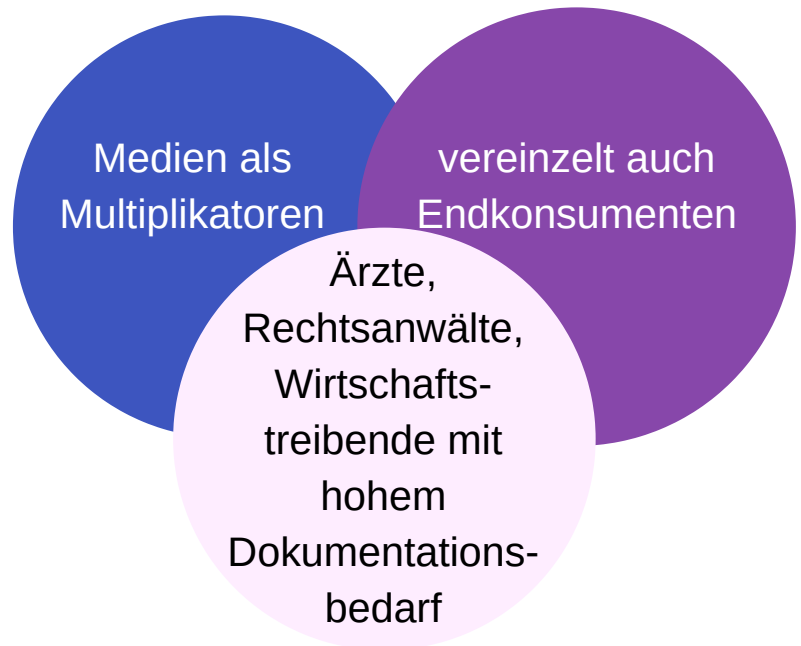 Medien als
Multiplikatoren
vereinzelt auch
Endkonsumenten
Ärzte,
Rechtsanwälte,
Wirtschafts-
treibende mit
hohem
Dokumentations-
bedarf